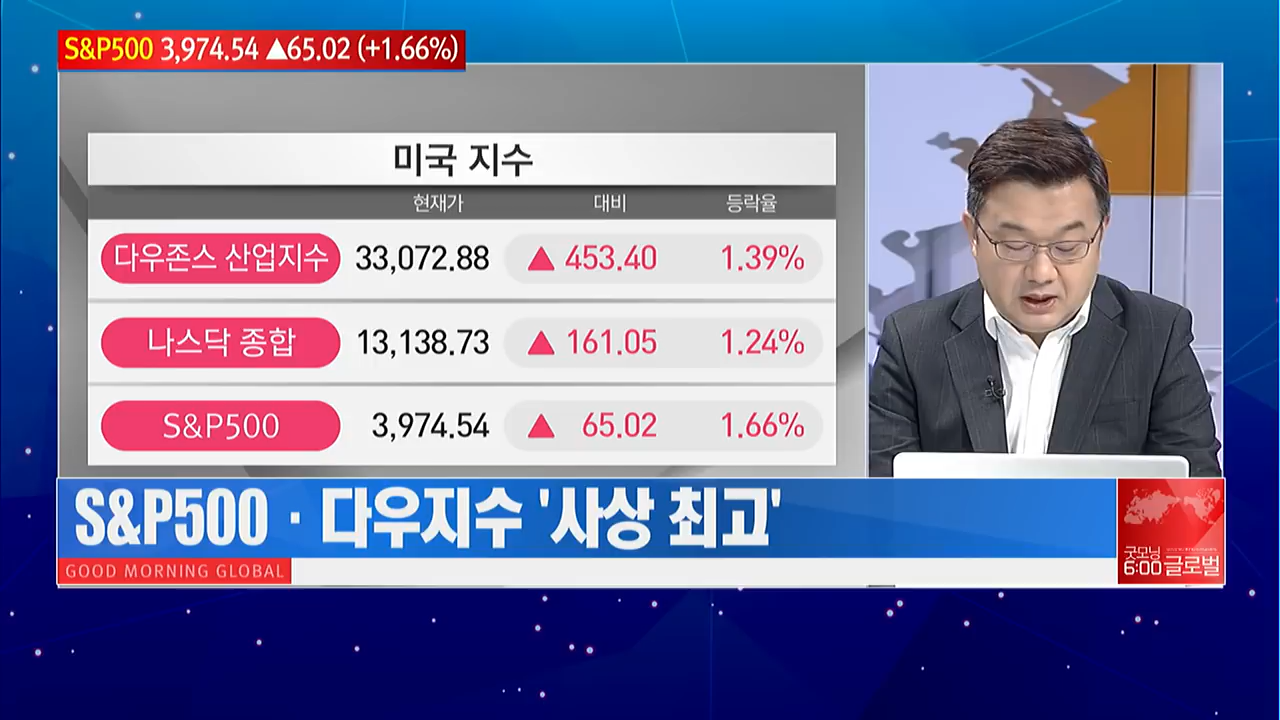 S&P500 3,974.54 ▲65.02 (+1.66%)
미국 지수
현재가 대비 등락율
다우존스 산업지수 33,072.88 ▲ 453.40 1.39%
나스닥 종합 13,138.73 ▲ 161.05 1.24%
S&P500 3,974.54 ▲ 65.02 1.66%
S&P500 · 다우지수 '사상 최고'
GOOD MORNING GLOBAL
굿모닝
6:00 글로벌